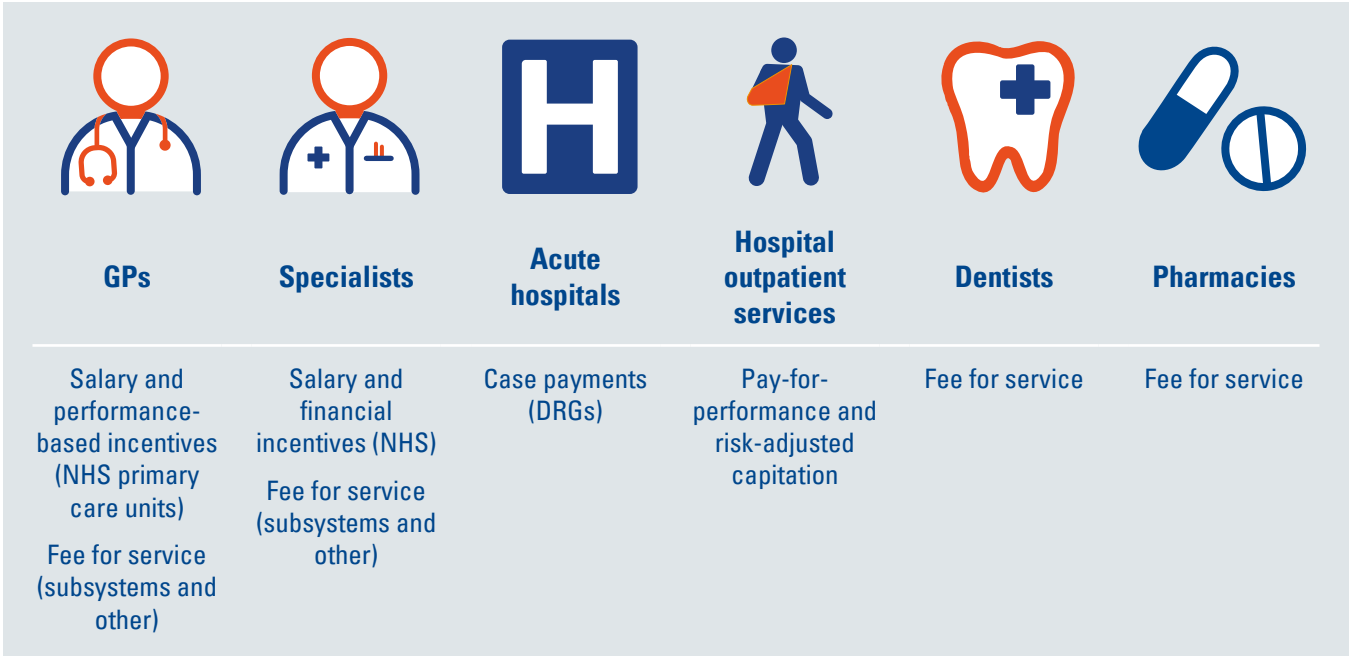 H
GPs
Specialists
Acute
hospitals
Hospital
outpatient
services
Dentists
Pharmacies
Salary and
performance-
based incentives
(NHS primary
care units)
Fee for service
(subsystems and
other)
Salary and
financial
incentives (NHS)
Fee for service
(subsystems and
other)
Case payments
(DRGs)
Pay-for-
performance and
risk-adjusted
capitation
Fee for service
Fee for service